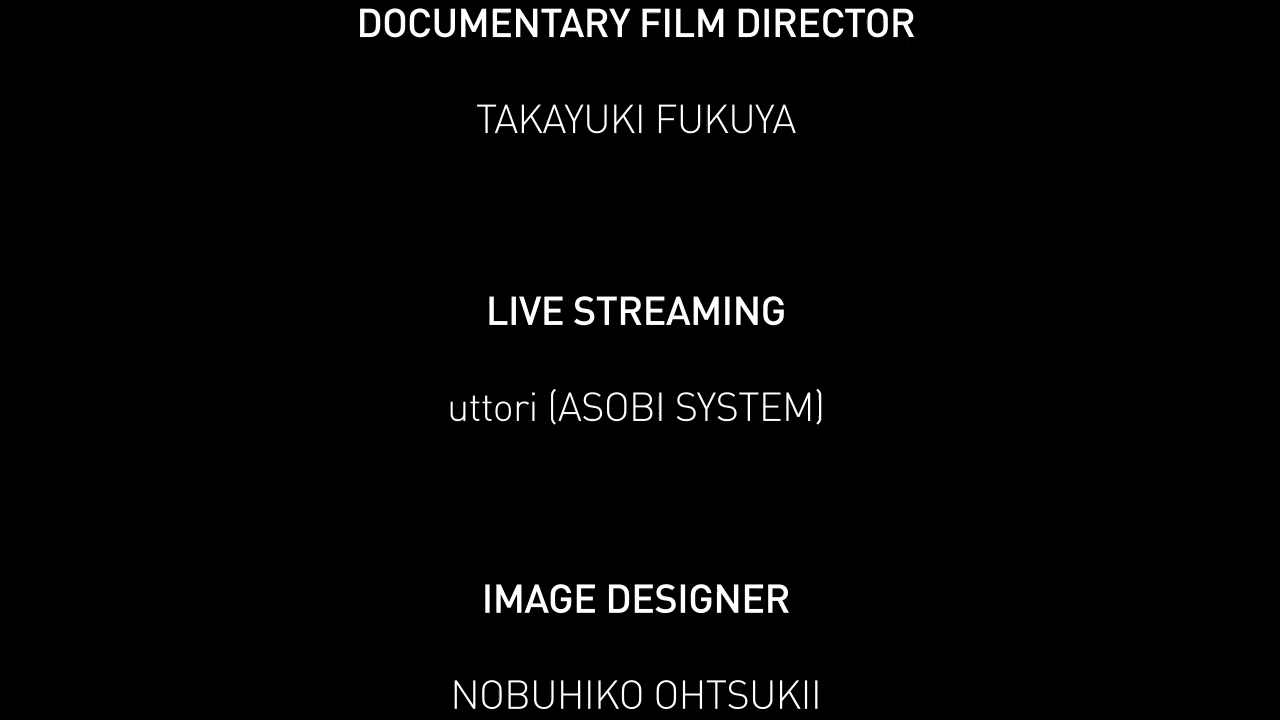 DOCUMENTARY FILM DIRECTOR
TAKAYUKI FUKUYA
LIVE STREAMING
uttori (ASOBI SYSTEM)
IMAGE DESIGNER
NOBUHIKO OHTSUKII